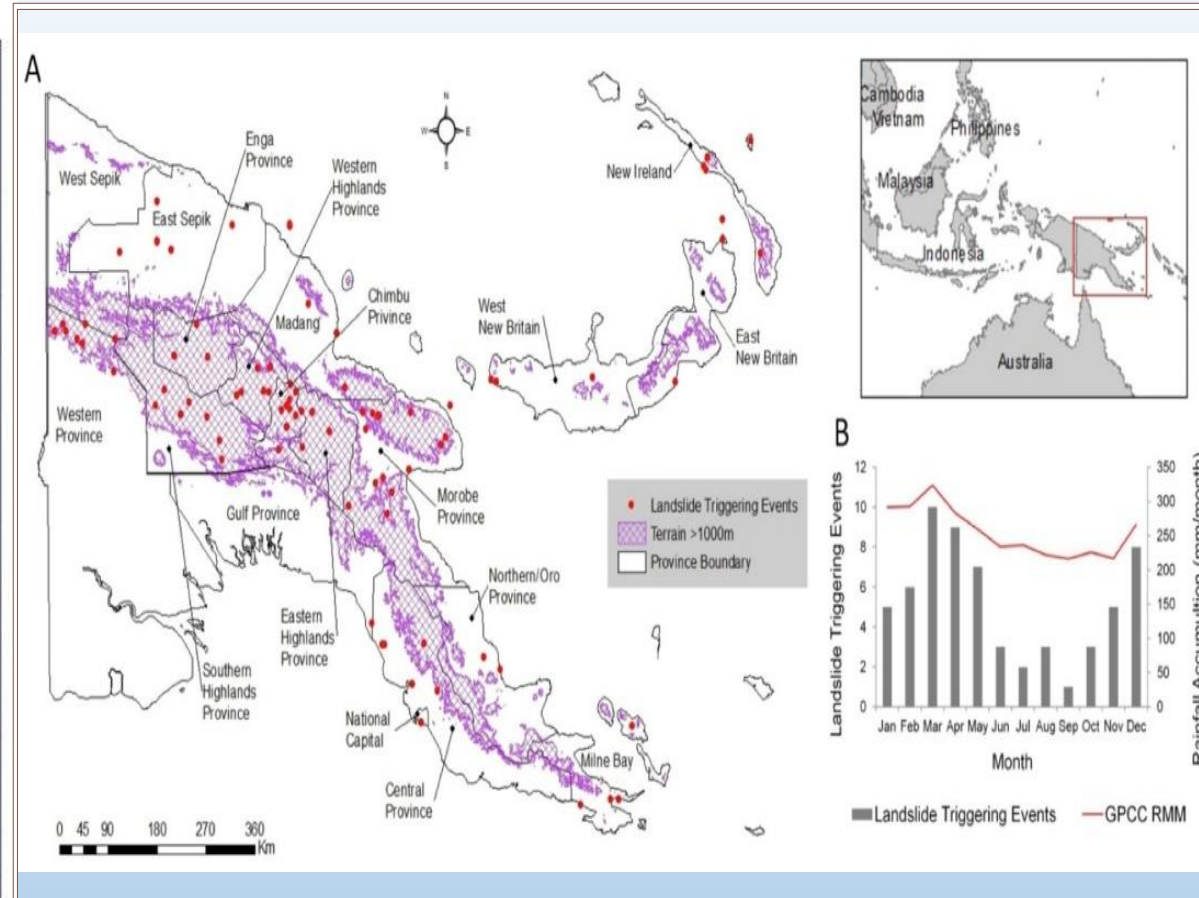 A
N
W
E
S
Enga
Province
Western
Highlands
Province
West Sepik
East Sepik
New Ireland
Chimbu
Privince
Madang
West
New Britain
East
New Britain
Western
Province
Morobe
Province
Gulf Province
Northern/Oro
Province
Eastern
Highlands
Province
Southern
Highlands
Province
National
Capital
Central
Province
Milne Bay
0 45 90 180 270 360
Km
Landslide Triggering Events
Terrain >1000m
Province Boundary
Cambodia
Vietnam
Philippines
Malaysia
Indonesia
Australia
B
Landslide Triggering Events
12
10
8
6
4
2
0
350
300
250
200
150
100
50
0
Rainfall Accumultion (mm/month)
Jan Feb Mar Apr May Jun Jul Aug Sep Oct Nov Dec
Month
Landslide Triggering Events
GPCC RMM